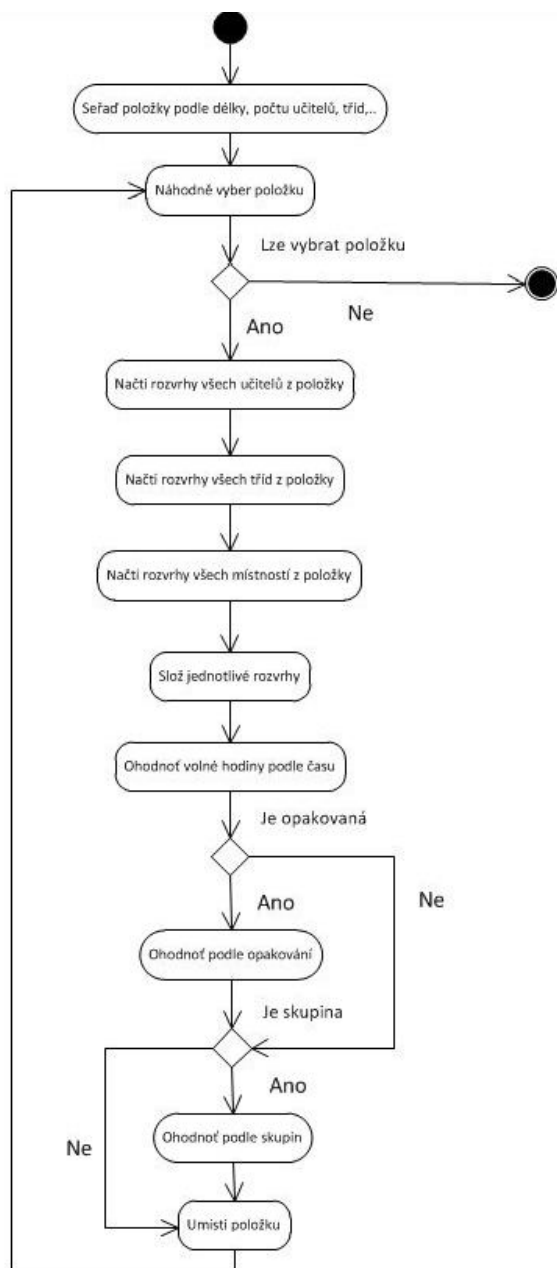 Seřaď položky podle délky, počtu učitelů, tříd,..
Náhodně vyber položku
Lze vybrat položku
Ne
Ano
Načti rozvrhy všech učitelů z položky
Načti rozvrhy všech tříd z položky
Načti rozvrhy všech místností z položky
Slož jednotlivé rozvrhy
Ohodnoť volné hodiny podle času
Je opakovaná
Ano
Ne
Ohodnoť podle opakování
Je skupina
Ano
Ne
Ohodnoť podle skupin
Umisti položku